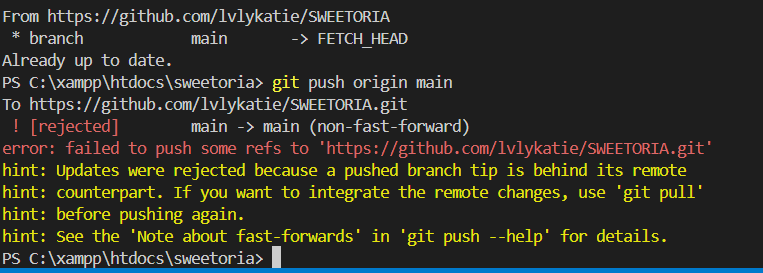 From https://github.com/lvlykatie/SWEETORIA
 * branch            main       -> FETCH_HEAD
Already up to date.
PS C:\xampp\htdocs\sweetoria> git push origin main
To https://github.com/lvlykatie/SWEETORIA.git
 ! [rejected]        main -> main (non-fast-forward)
error: failed to push some refs to 'https://github.com/lvlykatie/SWEETORIA.git'
hint: Updates were rejected because a pushed branch tip is behind its remote
hint: counterpart. If you want to integrate the remote changes, use 'git pull'
hint: before pushing again.
hint: See the 'Note about fast-forwards' in 'git push --help' for details.
PS C:\xampp\htdocs\sweetoria>